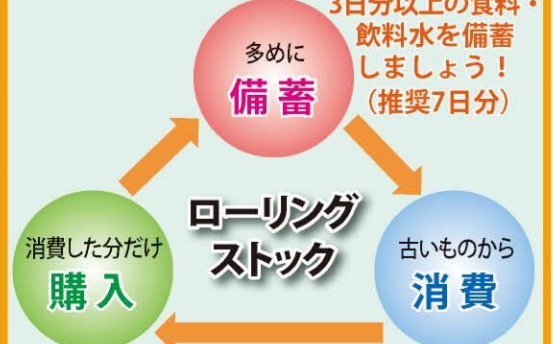 3日分以上の食料・
飲料水を備蓄
しましょう！
（推奨7日分）
多めに
備蓄
ローリング
ストック
消費した分だけ
購入
古いものから
消費